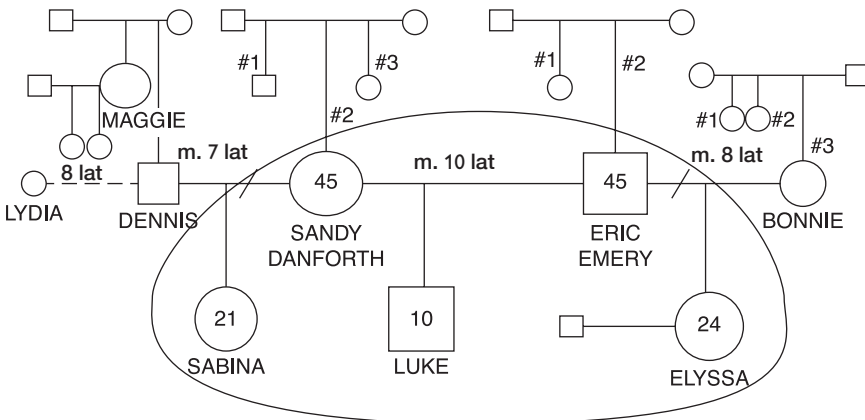 #1
#3
#1
#2
MAGGIE
#2
#1
#2
8 lat
m. 7 lat
m. 10 lat
m. 8 lat
#3
LYDIA
DENNIS
45
45
BONNIE
SANDY
DANFORTH
ERIC
EMERY
21
10
24
SABINA
LUKE
ELYSSA